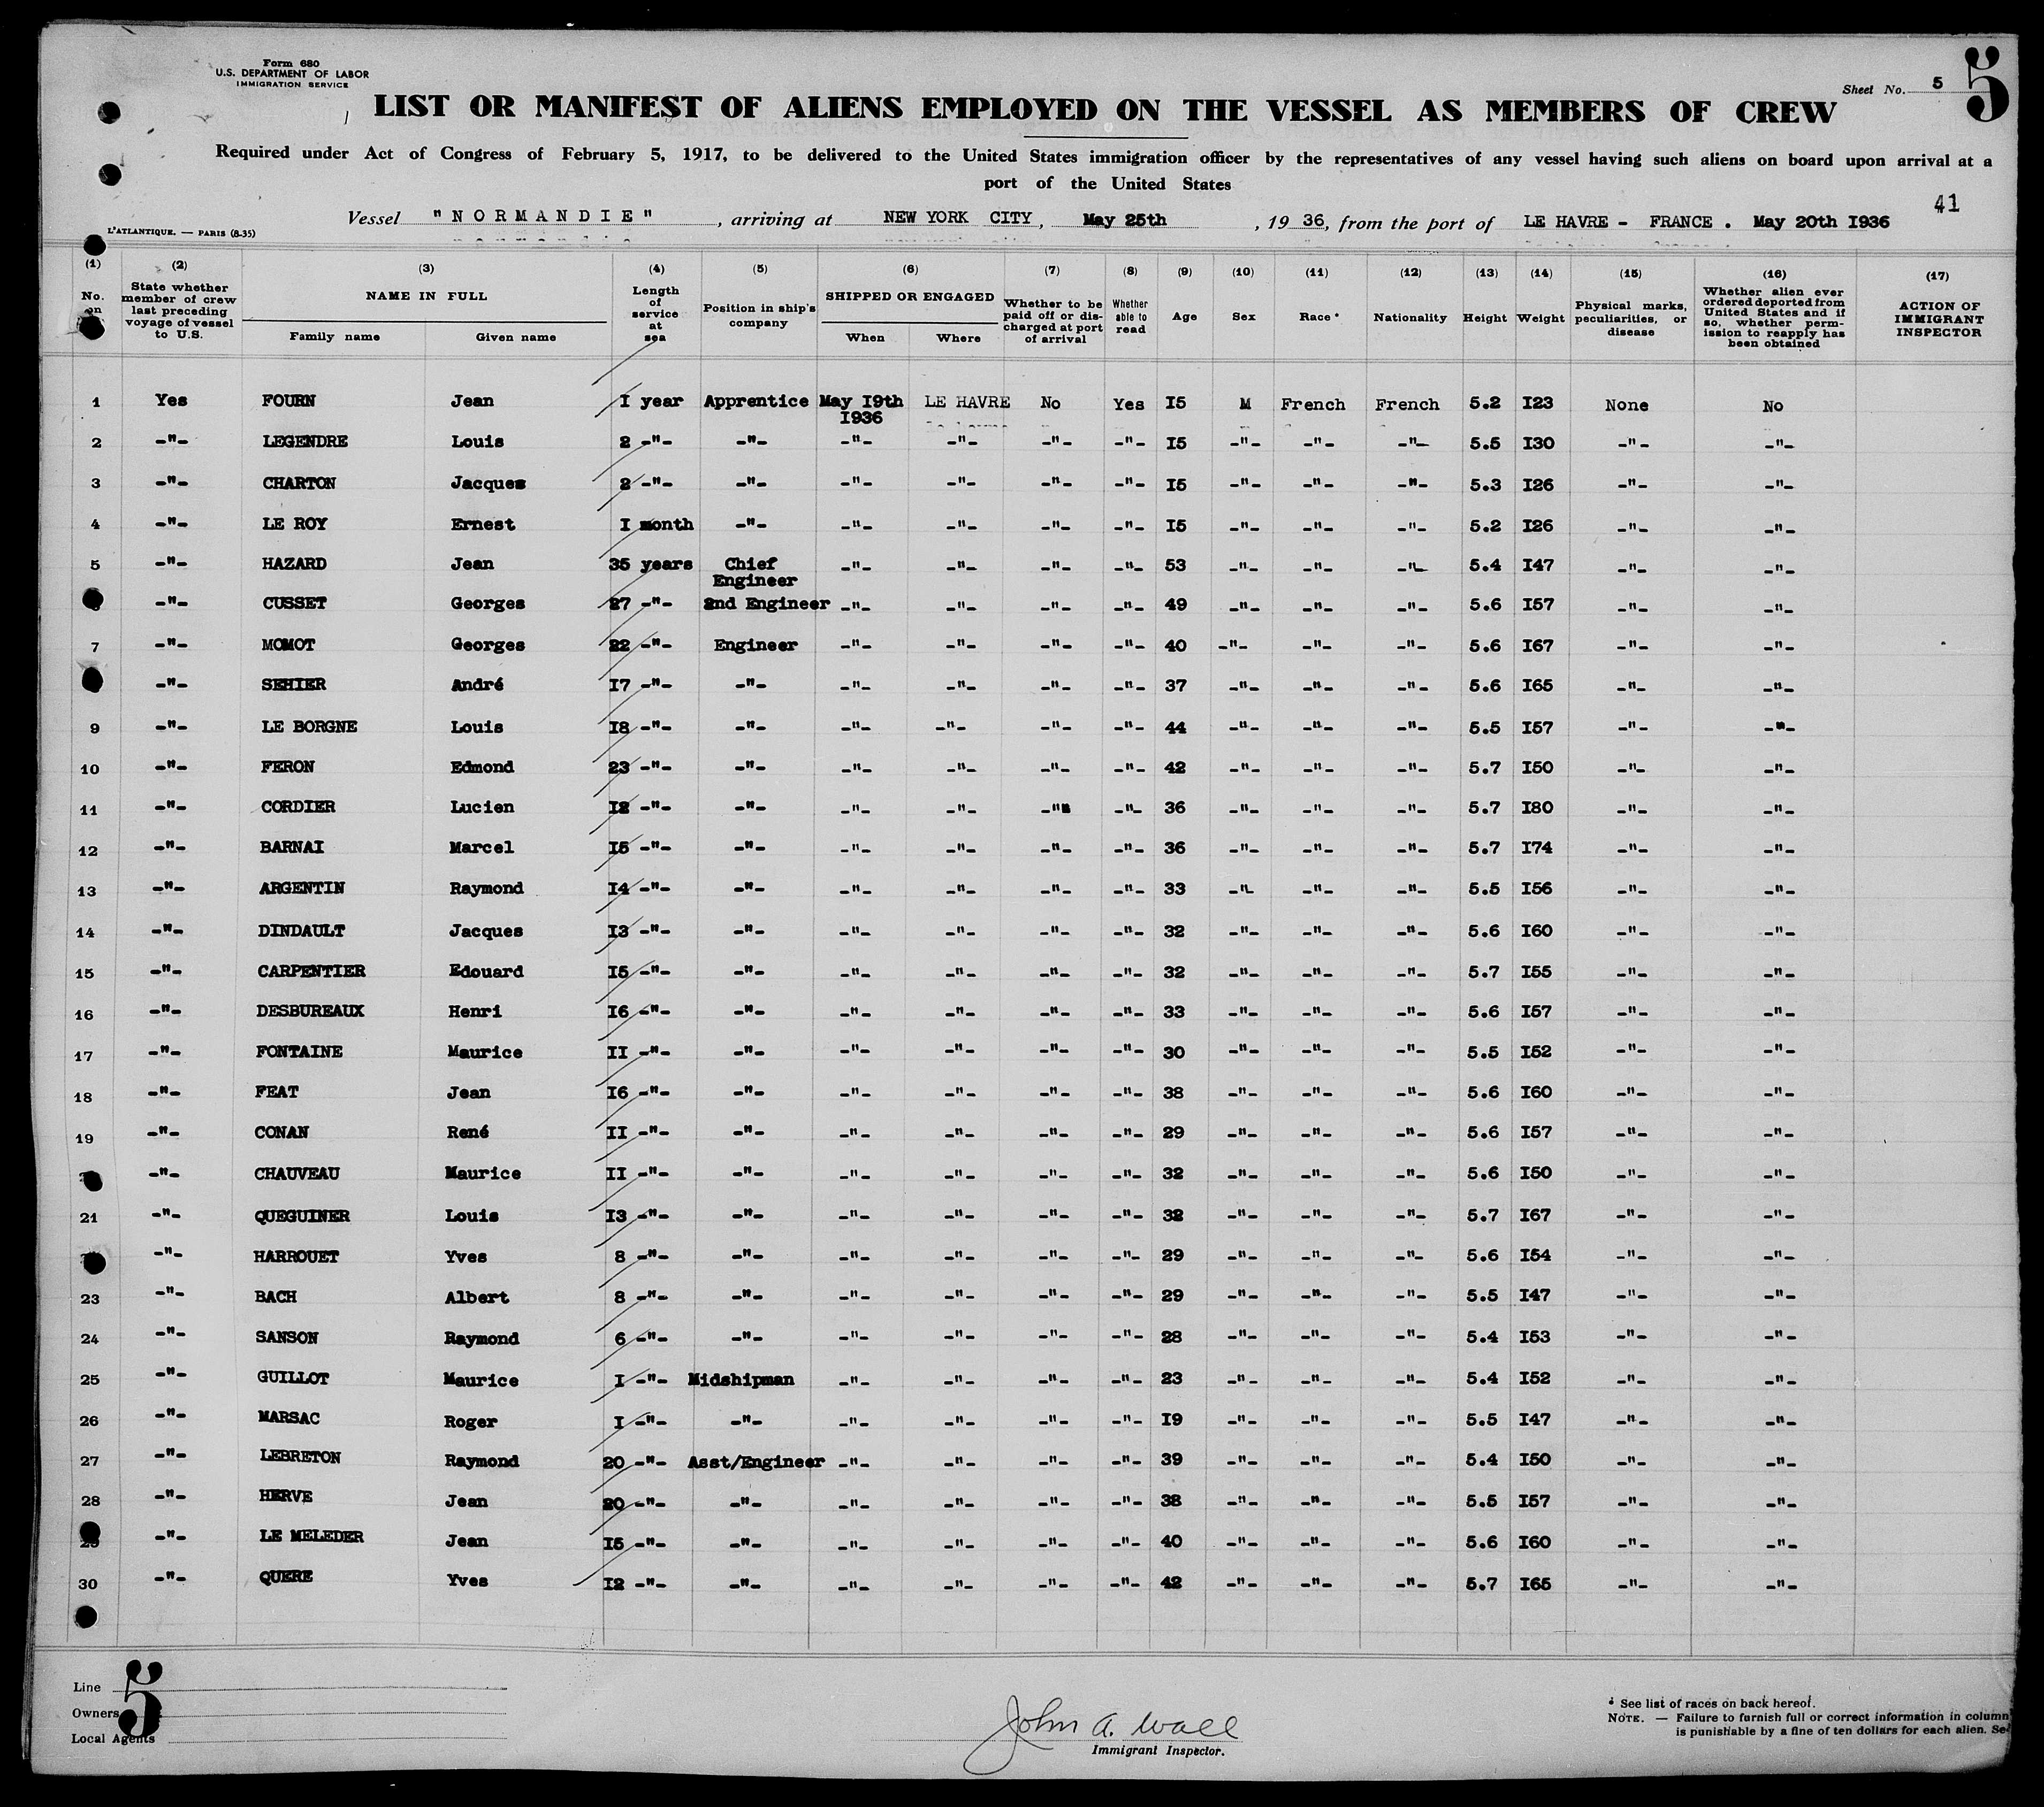 Form 680
U.S. DEPARTMENT OF LABOR
IMMIGRATION SERVICE
Sheet No. 5
5
LIST OR MANIFEST OF ALIENS EMPLOYED ON THE VESSEL AS MEMBERS OF CREW
Required under Act of Congress of February 5, 1917, to be delivered to the United States immigration officer by the representatives of any vessel having such aliens on board upon arrival at a
port of the United States
41
Vessel "NORMANDIE", arriving at NEW YORK CITY, May 25th, 19 36, from the port of LE HAVRE - FRANCE. May 20th I936
L'ATLANTIQUE. — PARIS (8-35)
(1) (2) (3) (4) (5) (6) (7) (8) (9) (10) (11) (12) (13) (14) (15) (16) (17)
No. on
State whether member of crew last preceding voyage of vessel to U.S.
NAME IN FULL
Family name Given name
Length of service at sea
Position in ship's company
SHIPPED OR ENGAGED
When Where
Whether to be paid off or discharged at port of arrival
Whether able to read
Age
Sex
Race *
Nationality
Height
Weight
Physical marks, peculiarities, or disease
Whether alien ever ordered deported from United States and if so, whether permission to reapply has been obtained
ACTION OF IMMIGRANT INSPECTOR
1 Yes FOURN Jean I year Apprentice May I9th I936 LE HAVRE No Yes I5 M French French 5.2 I23 None No
2 -"- LEGENDRE Louis 2 -"- -"- -"- -"- -"- -"- I5 -"- -"- -"- 5.5 I30 -"- -"-
3 -"- CHARTON Jacques 2 -"- -"- -"- -"- -"- -"- I5 -"- -"- -"- 5.3 I26 -"- -"-
4 -"- LE ROY Ernest I month -"- -"- -"- -"- -"- I5 -"- -"- -"- 5.2 I26 -"- -"-
5 -"- HAZARD Jean 35 years Chief Engineer -"- -"- -"- -"- 53 -"- -"- -"- 5.4 I47 -"- -"-
-"- CUSSET Georges 27 -"- 2nd Engineer -"- -"- -"- -"- 49 -"- -"- -"- 5.6 I57 -"- -"-
7 -"- MOMOT Georges 22 -"- Engineer -"- -"- -"- -"- 40 -"- -"- -"- 5.6 I67 -"- -"-
-"- SEHIER André I7 -"- -"- -"- -"- -"- -"- 37 -"- -"- -"- 5.6 I65 -"- -"-
9 -"- LE BORGNE Louis I8 -"- -"- -"- -"- -"- -"- 44 -"- -"- -"- 5.5 I57 -"- -"-
10 -"- FERON Edmond 23 -"- -"- -"- -"- -"- -"- 42 -"- -"- -"- 5.7 I50 -"- -"-
11 -"- CORDIER Lucien I2 -"- -"- -"- -"- -"- -"- 36 -"- -"- -"- 5.7 I80 -"- -"-
12 -"- BARNAI Marcel I5 -"- -"- -"- -"- -"- -"- 36 -"- -"- -"- 5.7 I74 -"- -"-
13 -"- ARGENTIN Raymond I4 -"- -"- -"- -"- -"- -"- 33 -"- -"- -"- 5.5 I56 -"- -"-
14 -"- DINDAULT Jacques I3 -"- -"- -"- -"- -"- -"- 32 -"- -"- -"- 5.6 I60 -"- -"-
15 -"- CARPENTIER Edouard I5 -"- -"- -"- -"- -"- -"- 32 -"- -"- -"- 5.7 I55 -"- -"-
16 -"- DESBUREAUX Henri I6 -"- -"- -"- -"- -"- -"- 33 -"- -"- -"- 5.6 I57 -"- -"-
17 -"- FONTAINE Maurice II -"- -"- -"- -"- -"- -"- 30 -"- -"- -"- 5.5 I52 -"- -"-
18 -"- FEAT Jean I6 -"- -"- -"- -"- -"- -"- 38 -"- -"- -"- 5.6 I60 -"- -"-
19 -"- CONAN René II -"- -"- -"- -"- -"- -"- 29 -"- -"- -"- 5.6 I57 -"- -"-
-"- CHAUVEAU Maurice II -"- -"- -"- -"- -"- -"- 32 -"- -"- -"- 5.6 I50 -"- -"-
21 -"- QUEGUINER Louis I3 -"- -"- -"- -"- -"- -"- 32 -"- -"- -"- 5.7 I67 -"- -"-
-"- HARROUET Yves 8 -"- -"- -"- -"- -"- -"- 29 -"- -"- -"- 5.6 I54 -"- -"-
23 -"- BACH Albert 8 -"- -"- -"- -"- -"- -"- 29 -"- -"- -"- 5.5 I47 -"- -"-
24 -"- SANSON Raymond 6 -"- -"- -"- -"- -"- -"- 28 -"- -"- -"- 5.4 I53 -"- -"-
25 -"- GUILLOT Maurice I -"- Midshipman -"- -"- -"- -"- 23 -"- -"- -"- 5.4 I52 -"- -"-
26 -"- MARSAC Roger I -"- -"- -"- -"- -"- -"- I9 -"- -"- -"- 5.5 I47 -"- -"-
27 -"- LEBRETON Raymond 20 -"- Asst/Engineer -"- -"- -"- -"- 39 -"- -"- -"- 5.4 I50 -"- -"-
28 -"- HERVE Jean 20 -"- -"- -"- -"- -"- -"- 38 -"- -"- -"- 5.5 I57 -"- -"-
29 -"- LE MELEDER Jean I5 -"- -"- -"- -"- -"- -"- 40 -"- -"- -"- 5.6 I60 -"- -"-
30 -"- QUERE Yves I2 -"- -"- -"- -"- -"- -"- 42 -"- -"- -"- 5.7 I65 -"- -"-
5
Line
Owners
Local Agents
John A. Wall
Immigrant Inspector.
* See list of races on back hereof.
NOTE. — Failure to furnish full or correct information in column
is punishable by a fine of ten dollars for each alien. Se